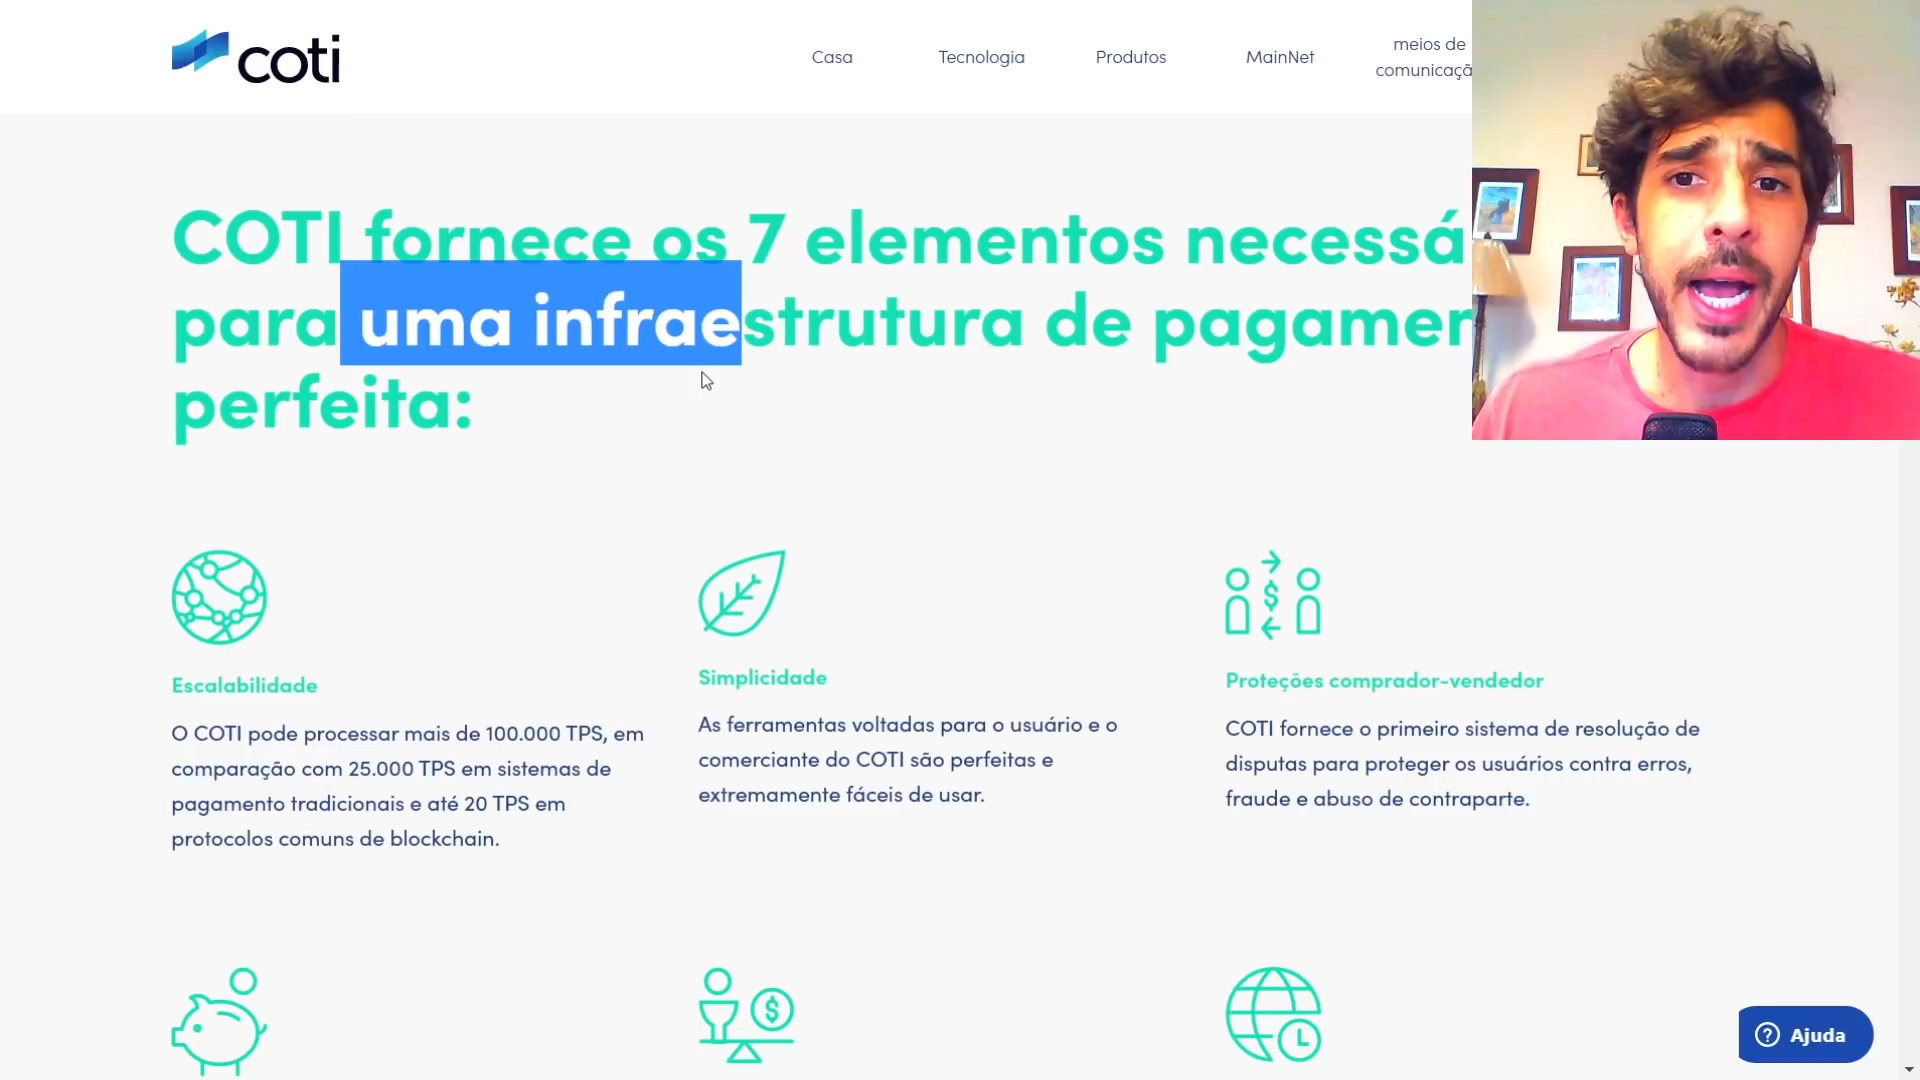 coti
Casa
Tecnologia
Produtos
MainNet
meios de
COTI fornece os 7 elementos
para uma infraestrutura de
perfeita:
Escalabilidade
O COTI pode processar mais de 100.000 TPS, em
comparação com 25.000 TPS em sistemas de
pagamento tradicionais e até 20 TPS em
protocolos comuns de blockchain.
Simplicidade
As ferramentas voltadas para o usuário e o
comerciante do COTI são perfeitas e
extremamente fáceis de usar.
Proteções comprador-vendedor
COTI fornece o primeiro sistema de resolução de
disputas para proteger os usuários contra erros,
fraude e abuso de contraparte.
Ajuda